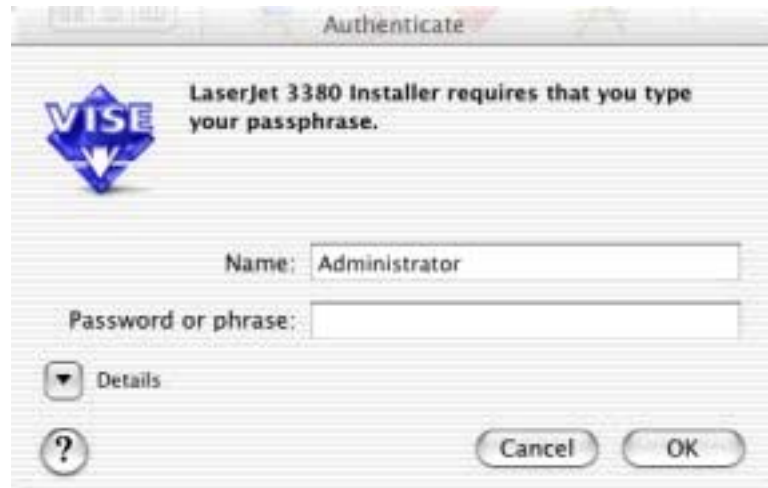 Authenticate
VISE
LaserJet 3380 Installer requires that you type
your passphrase.
Name: Administrator
Password or phrase:
Details
?
Cancel OK